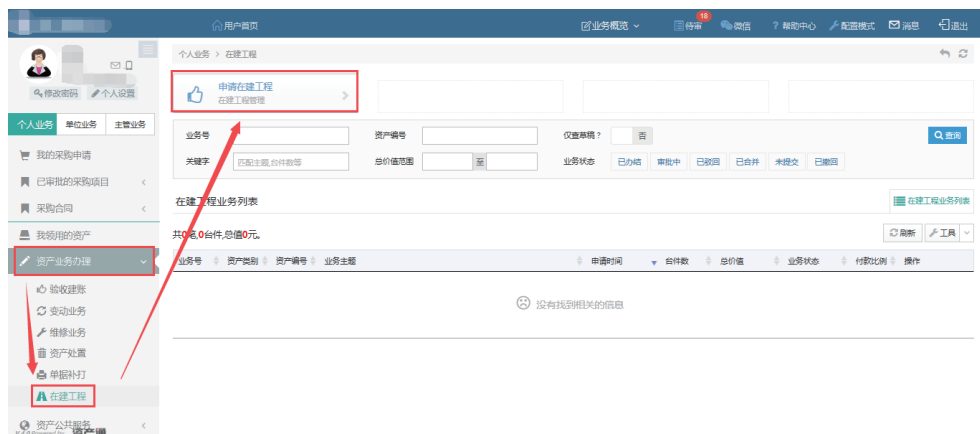 用户首页 业务概览 18 待审 微信 ? 帮助中心 配置模式 消息 退出
修改密码 个人设置
个人业务 单位业务 主管业务
我的采购申请
已审批的采购项目
采购合同
我领用的资产
资产业务办理
验收建账
变动业务
维修业务
资产处置
单据补打
在建工程
资产公共服务
资产通
个人业务 > 在建工程
申请在建工程
在建工程管理
业务号 资产编号 仅查草稿？ 否 查询
关键字 匹配主题,台件数等 总价值范围 至 业务状态 已办结 审批中 已驳回 已合并 未提交 已撤回
在建工程业务列表 在建工程业务列表
共0笔,0台件,总值0元。 刷新 工具
业务号 资产类别 资产编号 业务主题 申请时间 台件数 总价值 业务状态 付款比例 操作
没有找到相关的信息